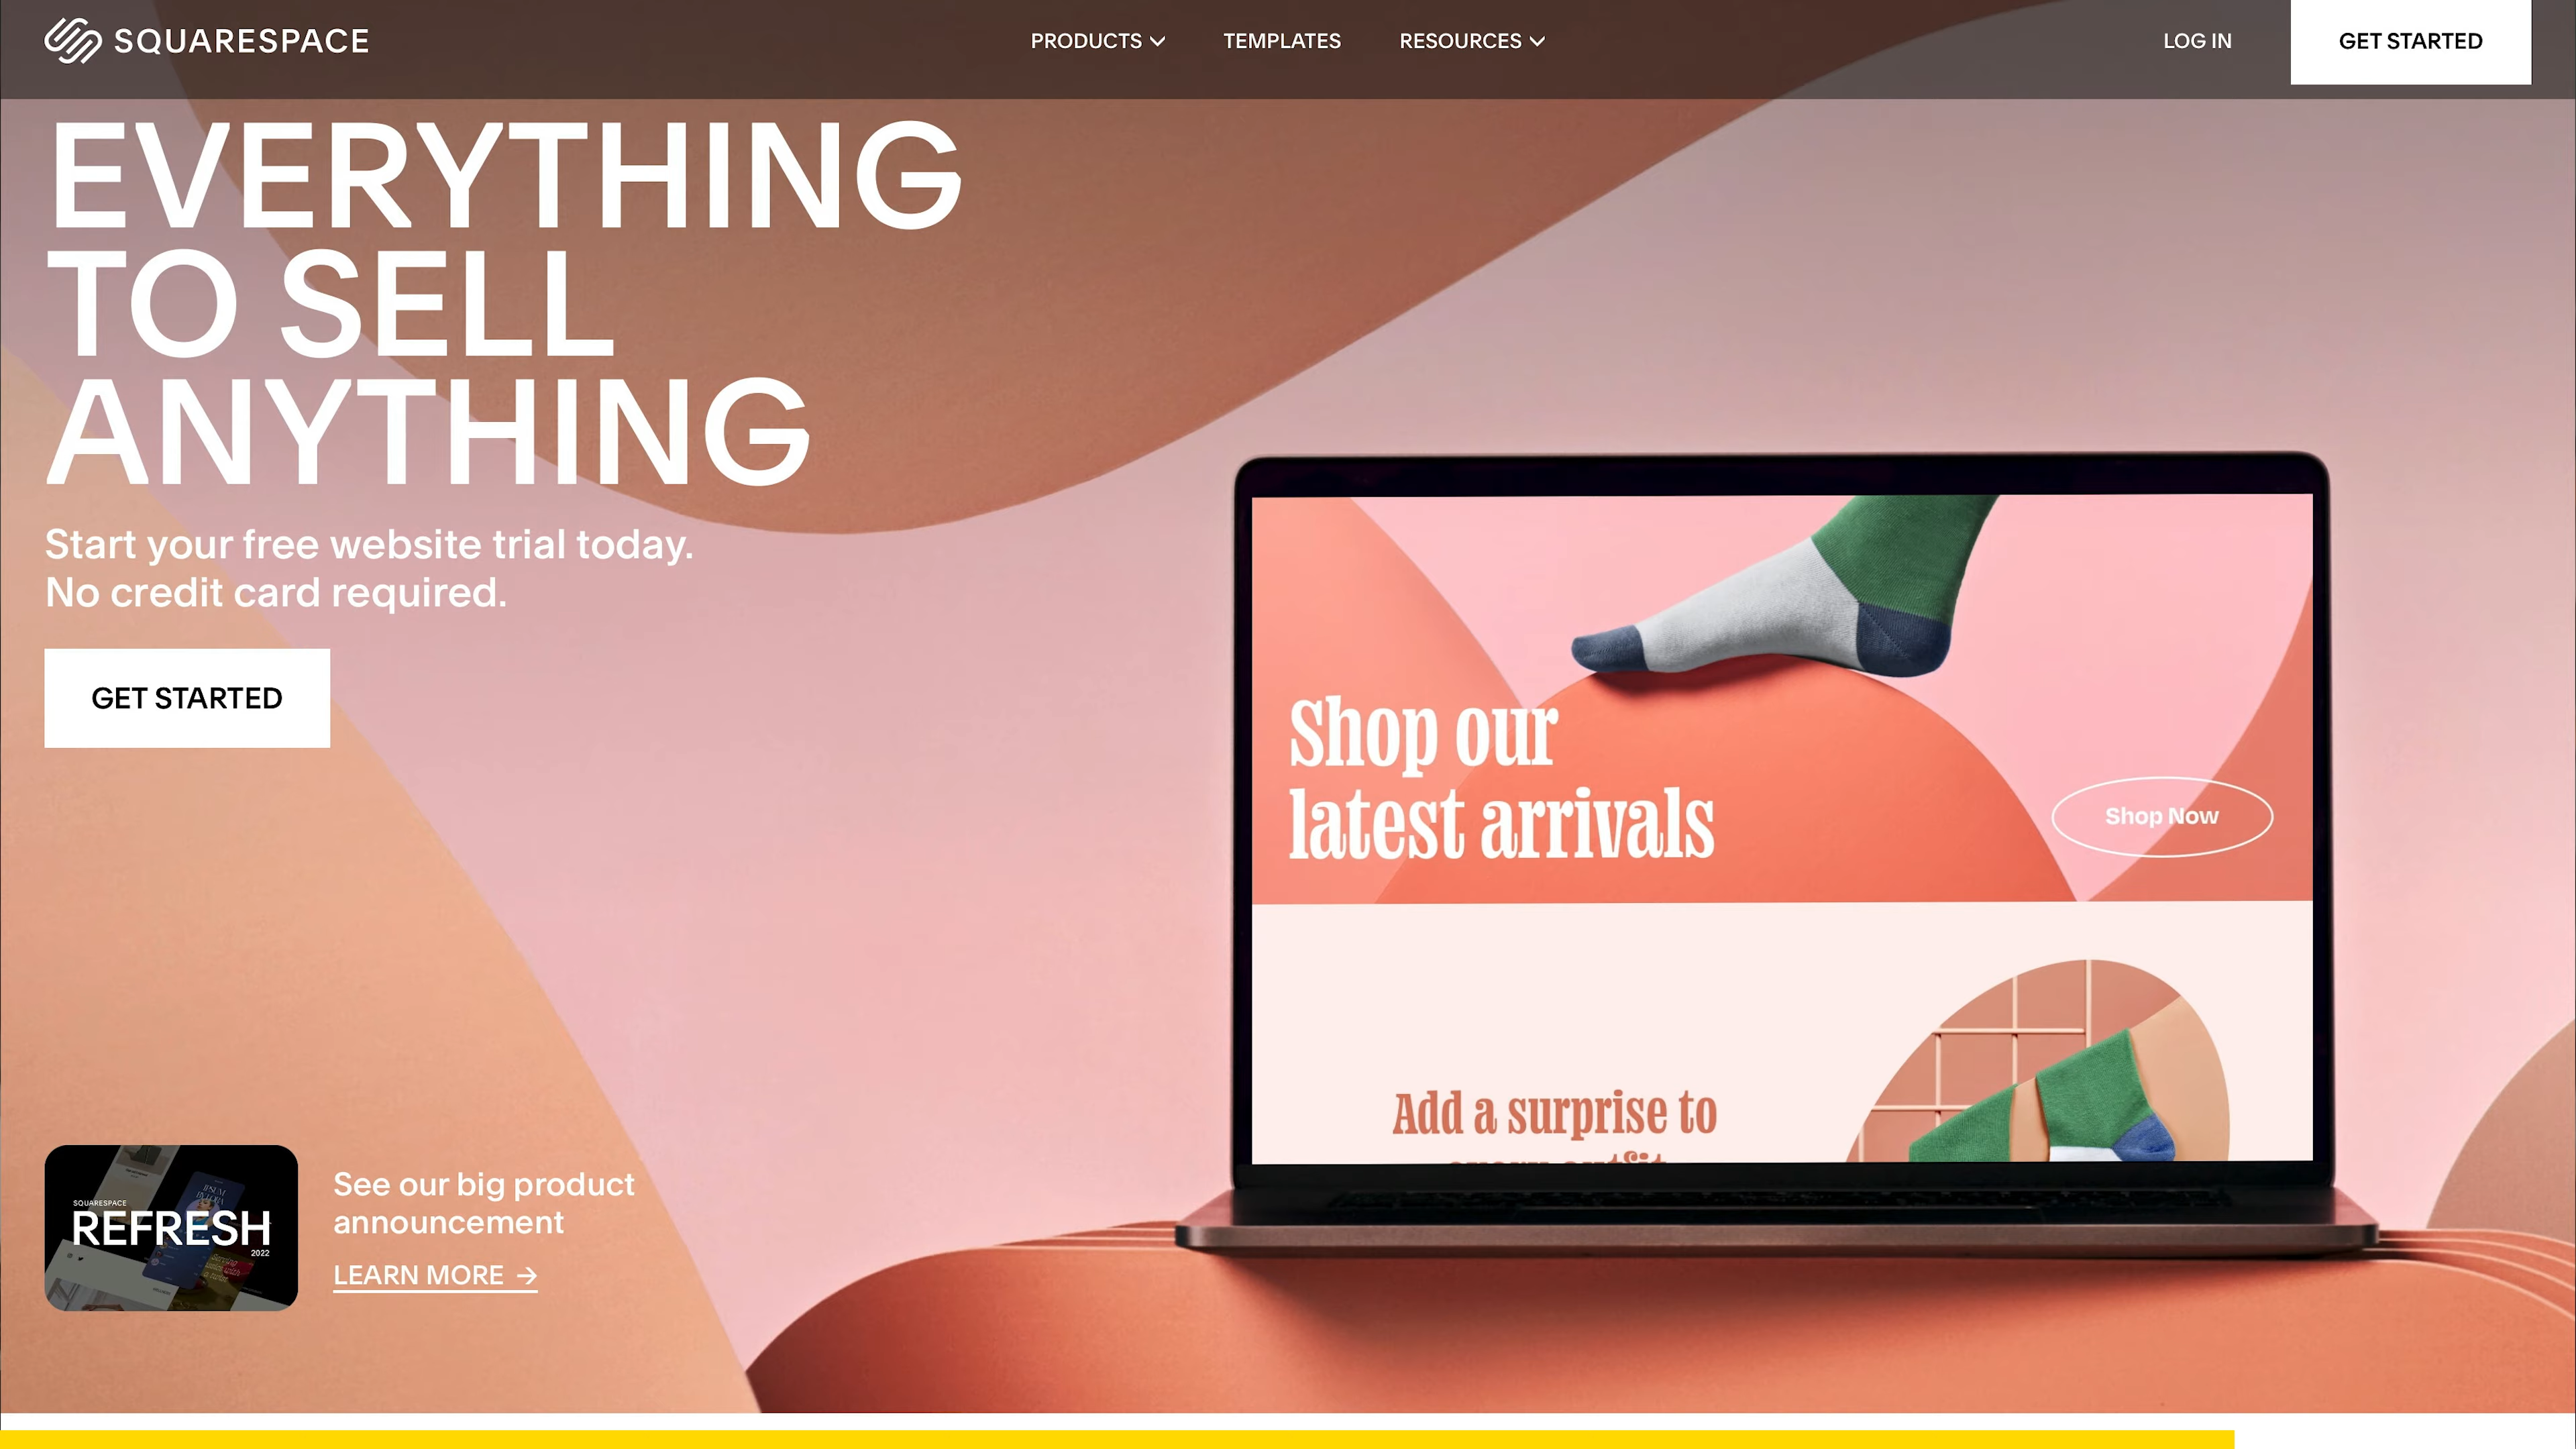 SQUARESPACE
PRODUCTS
TEMPLATES
RESOURCES
LOG IN
GET STARTED
EVERYTHING
TO SELL
ANYTHING
Start your free website trial today.
No credit card required.
GET STARTED
Shop our
latest arrivals
Shop Now
Add a surprise to
every outfit
SQUARESPACE
REFRESH
2022
See our big product
announcement
LEARN MORE →